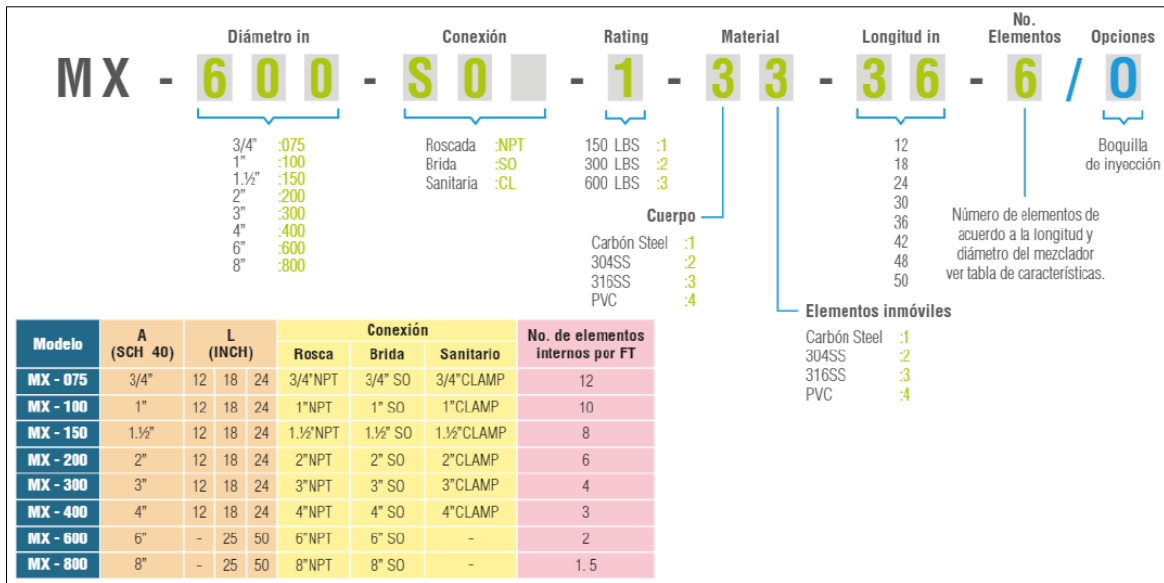 Diámetro in Conexión Rating Material Longitud in No. Elementos Opciones
MX - 600 - SO - 1 - 33 - 36 - 6 / 0
3/4" :075
1" :100
1.½" :150
2" :200
3" :300
4" :400
6" :600
8" :800
Roscada :NPT
Brida :SO
Sanitaria :CL
150 LBS :1
300 LBS :2
600 LBS :3
Cuerpo
Carbón Steel :1
304SS :2
316SS :3
PVC :4
Elementos inmóviles
Carbón Steel :1
304SS :2
316SS :3
PVC :4
12
18
24
30
36
42
48
50
Número de elementos de
acuerdo a la longitud y
diámetro del mezclador
ver tabla de características.
Boquilla
de inyección
Modelo A (SCH 40) L (INCH) Conexión No. de elementos internos por FT
Rosca Brida Sanitario
MX - 075 3/4" 12 18 24 3/4"NPT 3/4" SO 3/4"CLAMP 12
MX - 100 1" 12 18 24 1"NPT 1" SO 1"CLAMP 10
MX - 150 1.½" 12 18 24 1.½"NPT 1.½" SO 1.½"CLAMP 8
MX - 200 2" 12 18 24 2"NPT 2" SO 2"CLAMP 6
MX - 300 3" 12 18 24 3"NPT 3" SO 3"CLAMP 4
MX - 400 4" 12 18 24 4"NPT 4" SO 4"CLAMP 3
MX - 600 6" - 25 50 6"NPT 6" SO - 2
MX - 800 8" - 25 50 8"NPT 8" SO - 1. 5